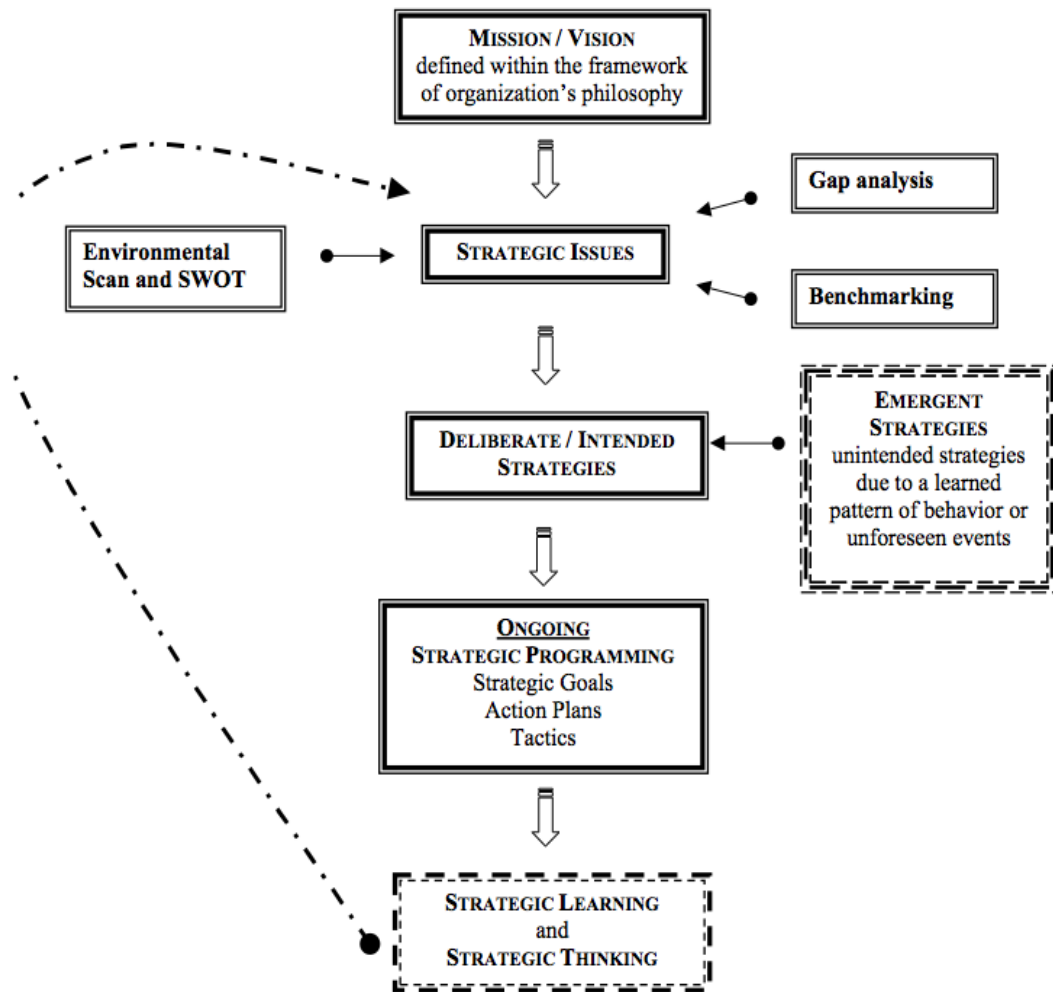 MISSION / VISION
defined within the framework
of organization's philosophy
Gap analysis
Environmental
Scan and SWOT
STRATEGIC ISSUES
Benchmarking
DELIBERATE / INTENDED
STRATEGIES
EMERGENT
STRATEGIES
unintended strategies
due to a learned
pattern of behavior or
unforeseen events
ONGOING
STRATEGIC PROGRAMMING
Strategic Goals
Action Plans
Tactics
STRATEGIC LEARNING
and
STRATEGIC THINKING